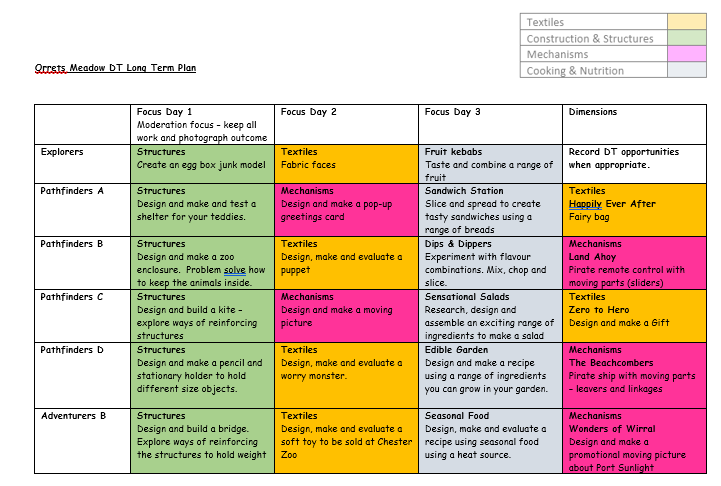 Textiles
Construction & Structures
Mechanisms
Cooking & Nutrition
Orrets Meadow DT Long Term Plan
Focus Day 1
Moderation focus – keep all
work and photograph outcome
Focus Day 2
Focus Day 3
Dimensions
Explorers
Structures
Create an egg box junk model
Textiles
Fabric faces
Fruit kebabs
Taste and combine a range of
fruit
Record DT opportunities
when appropriate.
Pathfinders A
Structures
Design and make and test a
shelter for your teddies.
Mechanisms
Design and make a pop-up
greetings card
Sandwich Station
Slice and spread to create
tasty sandwiches using a
range of breads
Textiles
Happily Ever After
Fairy bag
Pathfinders B
Structures
Design and make a zoo
enclosure. Problem solve how
to keep the animals inside.
Textiles
Design, make and evaluate a
puppet
Dips & Dippers
Experiment with flavour
combinations. Mix, chop and
slice.
Mechanisms
Land Ahoy
Pirate remote control with
moving parts (sliders)
Pathfinders C
Structures
Design and build a kite –
explore ways of reinforcing
structures
Mechanisms
Design and make a moving
picture
Sensational Salads
Research, design and
assemble an exciting range of
ingredients to make a salad
Textiles
Zero to Hero
Design and make a Gift
Pathfinders D
Structures
Design and make a pencil and
stationary holder to hold
different size objects.
Textiles
Design, make and evaluate a
worry monster.
Edible Garden
Design and make a recipe
using a range of ingredients
you can grow in your garden.
Mechanisms
The Beachcombers
Pirate ship with moving parts
– leavers and linkages
Adventurers B
Structures
Design and build a bridge.
Explore ways of reinforcing
the structures to hold weight
Textiles
Design, make and evaluate a
soft toy to be sold at Chester
Zoo
Seasonal Food
Design, make and evaluate a
recipe using seasonal food
using a heat source.
Mechanisms
Wonders of Wirral
Design and make a
promotional moving picture
about Port Sunlight